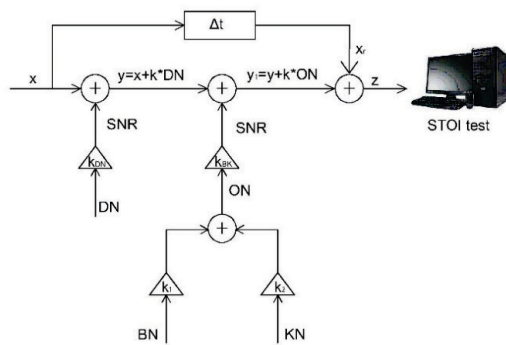 Δt
x
y=x+k*DN
y₁=y+k*ON
xᵣ
z
STOI test
SNR
SNR
k_DN
k_BK
DN
ON
k₁
k₂
BN
KN